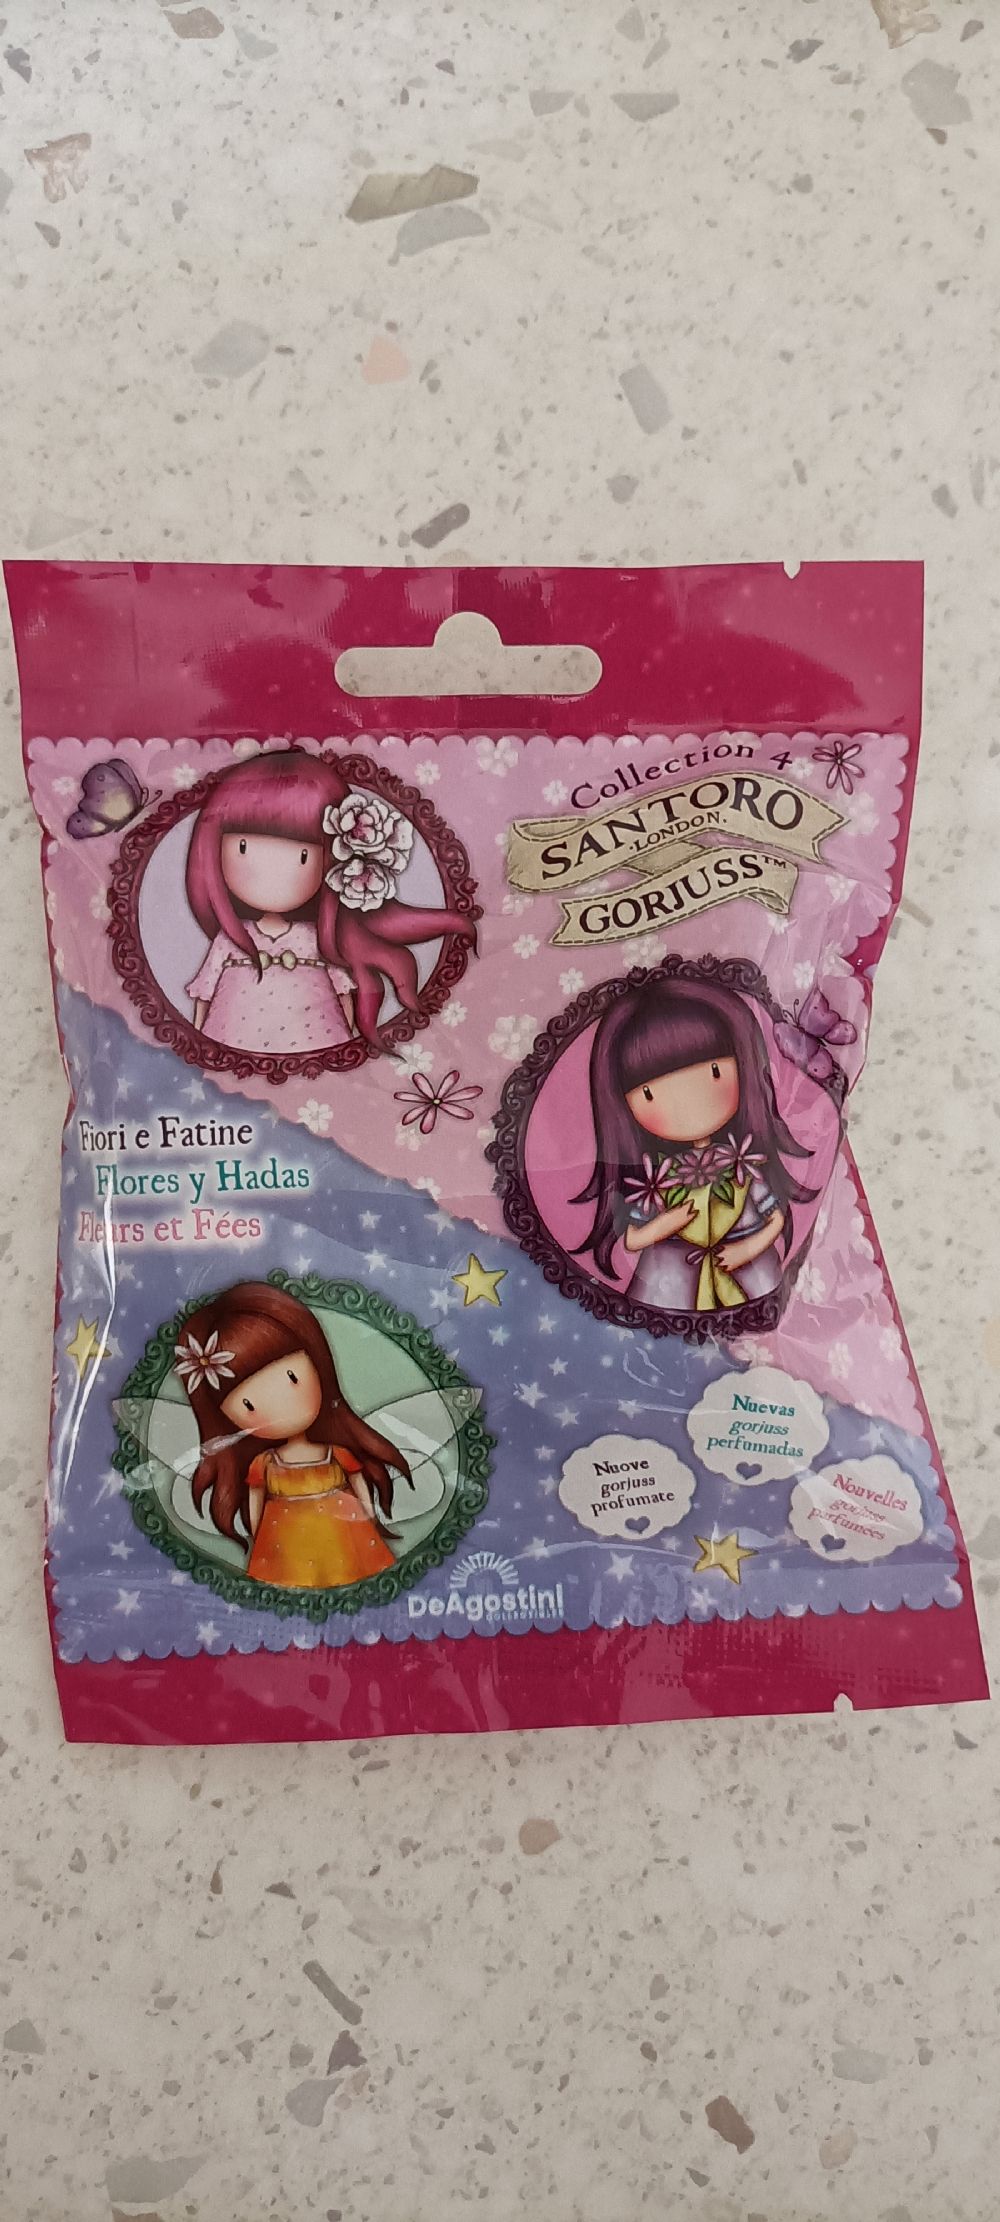 Collection 4
SANTORO
·LONDON.
GORJUSS™
Fiori e Fatine
Flores y Hadas
Fleurs et Fées
Nuevas
gorjuss
perfumadas
Nuove
gorjuss
profumate
Nouvelles
gorjuss
parfumées
DeAgostini
COLLECTIBLES